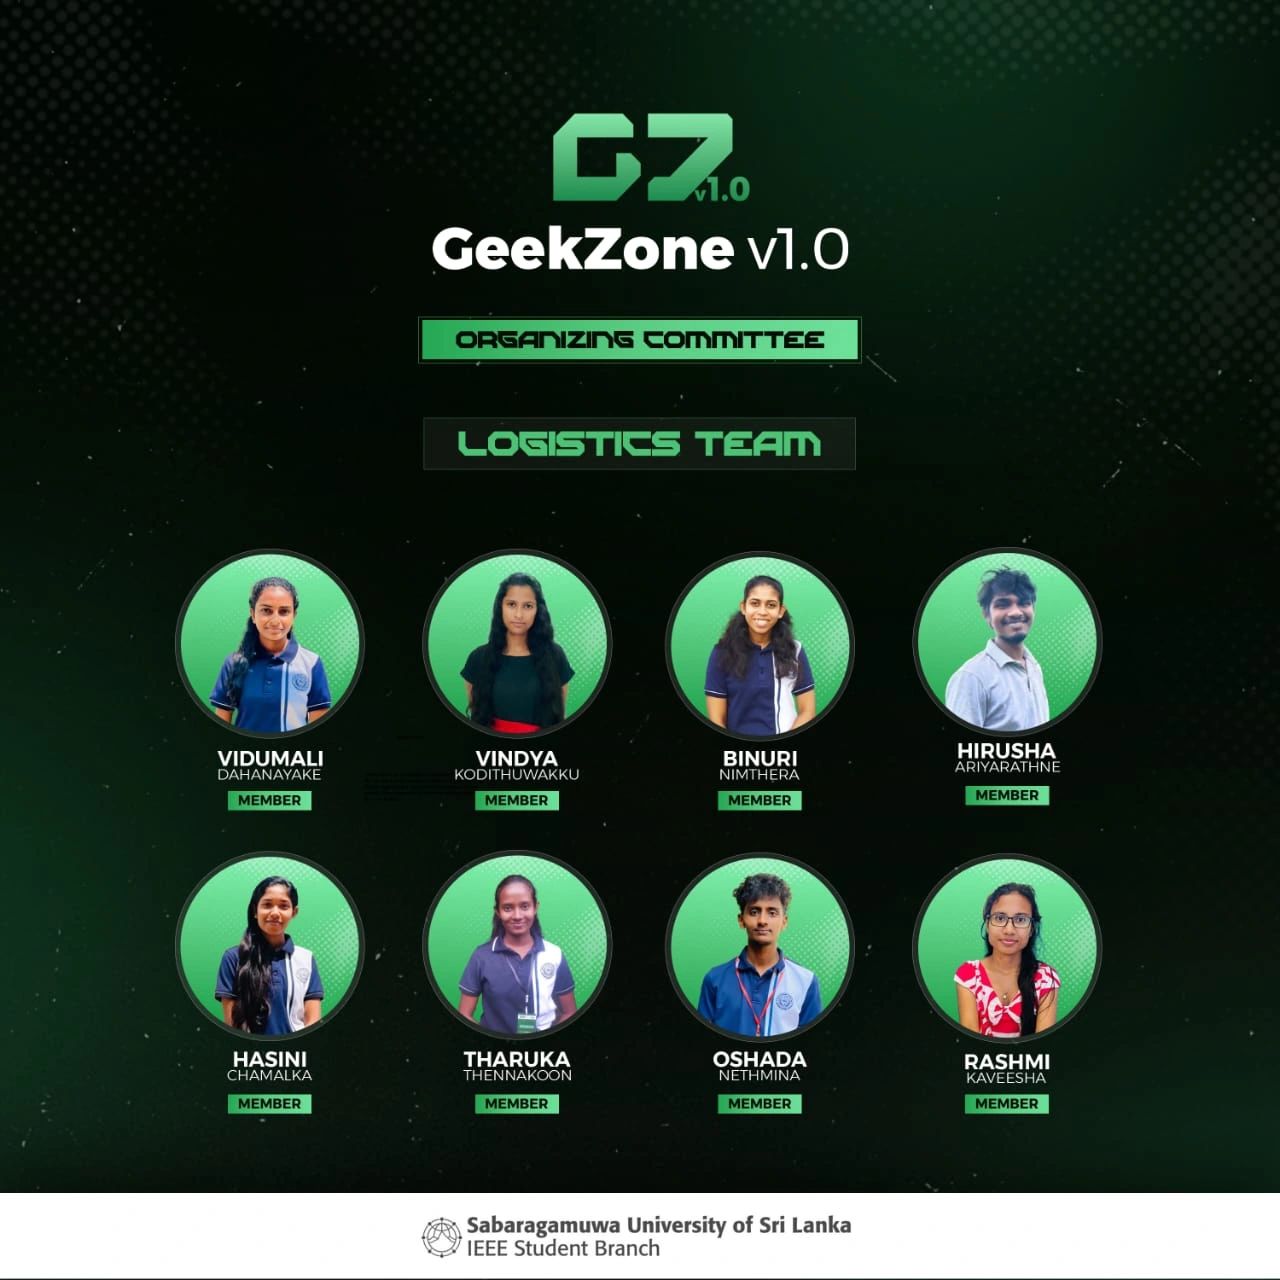 GZ v1.0
GeekZone v1.0
ORGANIZING COMMITTEE
LOGISTICS TEAM
VIDUMALI
DAHANAYAKE
MEMBER
VINDYA
KODITHUWAKKU
MEMBER
BINURI
NIMTHERA
MEMBER
HIRUSHA
ARIYARATHNE
MEMBER
HASINI
CHAMALKA
MEMBER
THARUKA
THENNAKOON
MEMBER
OSHADA
NETHMINA
MEMBER
RASHMI
KAVEESHA
MEMBER
Sabaragamuwa University of Sri Lanka
IEEE Student Branch